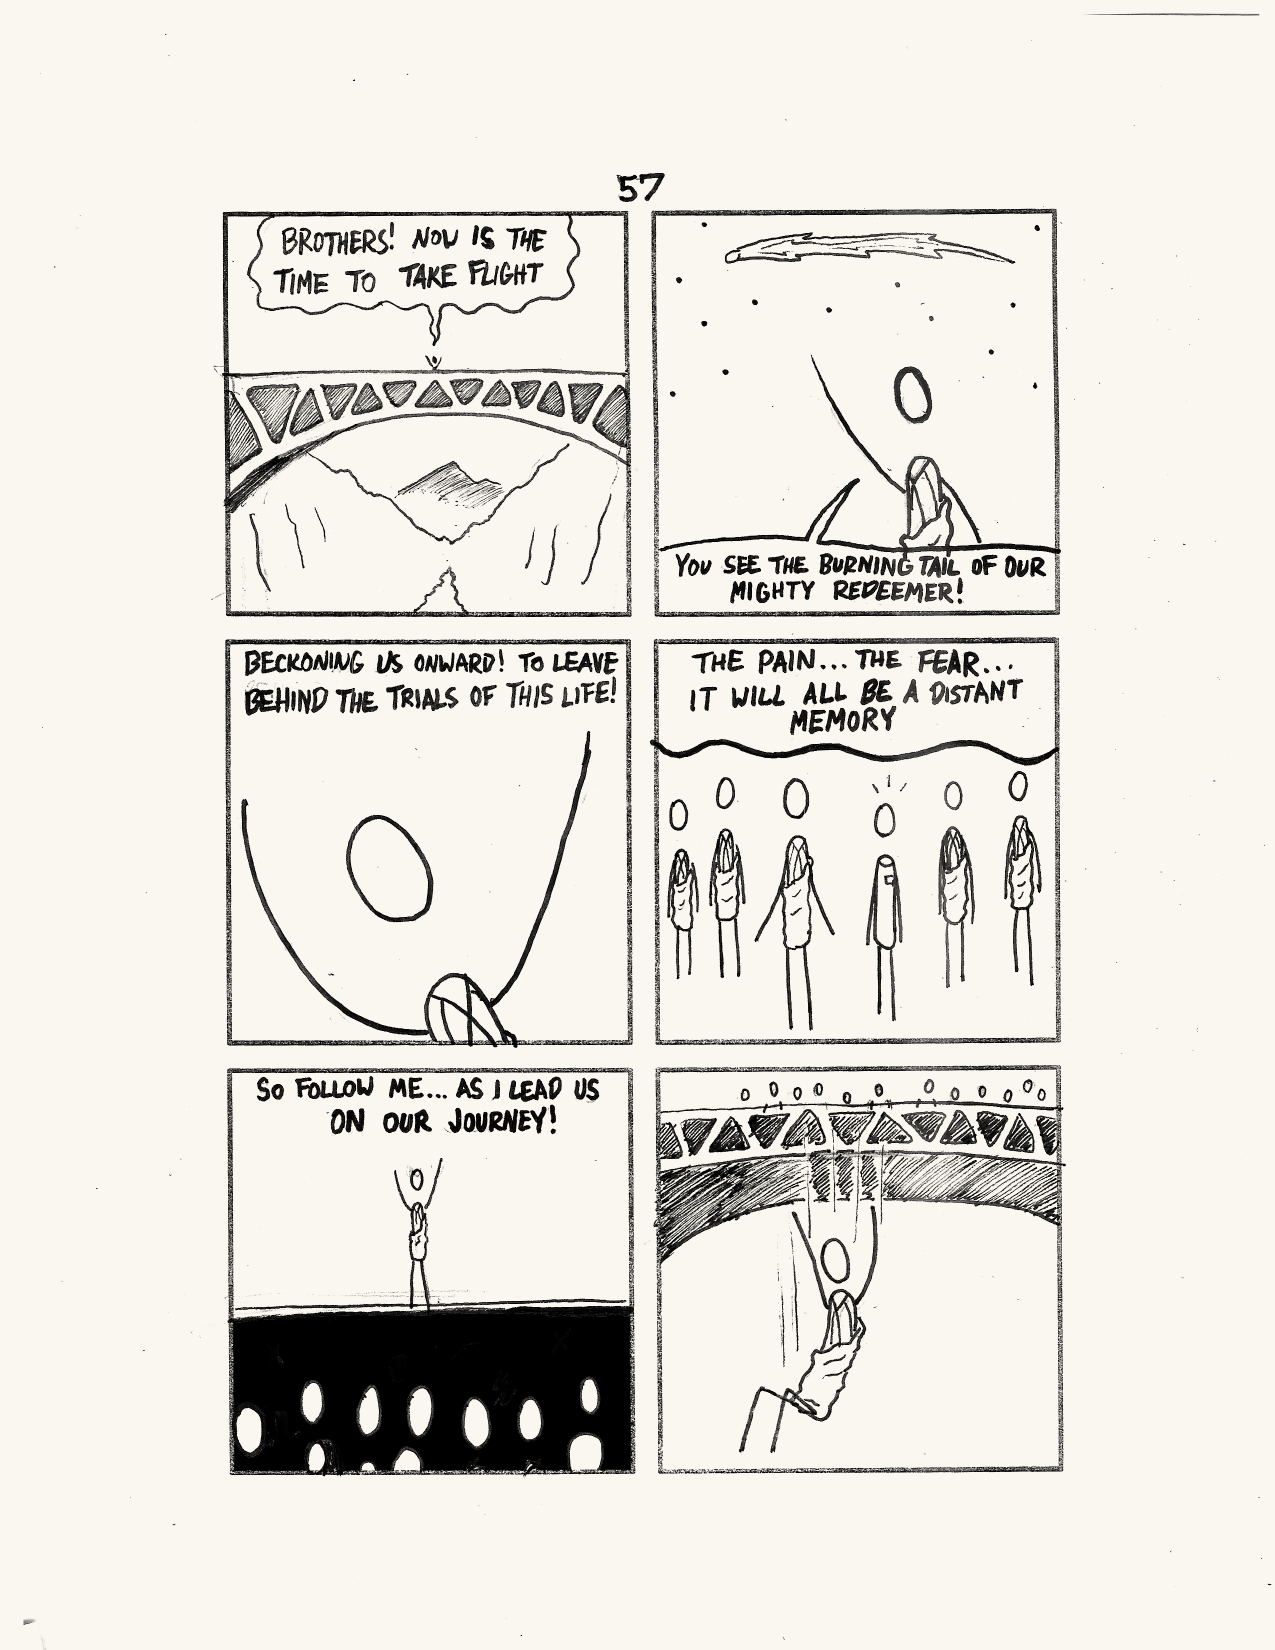 57
BROTHERS! NOW IS THE
TIME TO TAKE FLIGHT
YOU SEE THE BURNING TAIL OF OUR
MIGHTY REDEEMER!
BECKONING US ONWARD! TO LEAVE
BEHIND THE TRIALS OF THIS LIFE!
THE PAIN... THE FEAR...
IT WILL ALL BE A DISTANT
MEMORY
SO FOLLOW ME... AS I LEAD US
ON OUR JOURNEY!